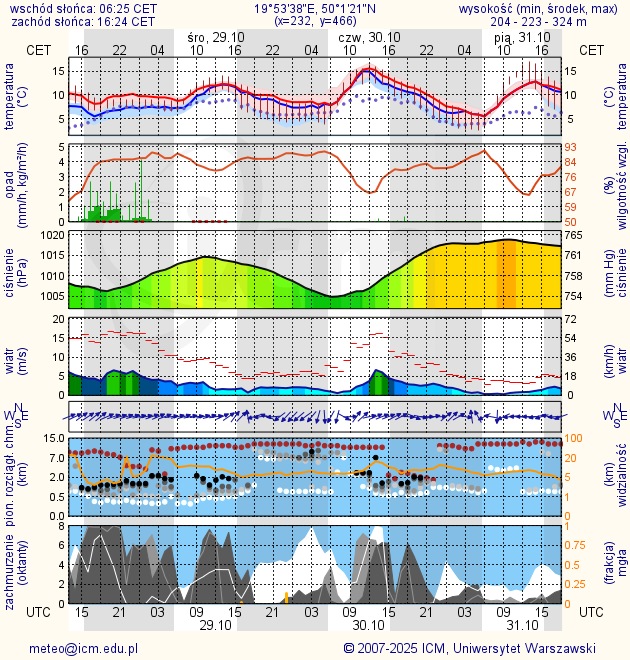 wschód słońca: 06:25 CET 19°53'38"E, 50°1'21"N wysokość (min, środek, max)
zachód słońca: 16:24 CET (x=232, y=466) 204 - 223 - 324 m
śro, 29.10 czw, 30.10 pią, 31.10
CET 16 22 04 10 16 22 04 10 16 22 04 10 16 CET
temperatura (°C) 15 10 5 15 10 5 temperatura (°C)
opad (mm/h, kg/m²/h) 5 4 3 2 1 0 93 84 76 67 59 50 (%) wilgotność wzgl.
ciśnienie (hPa) 1020 1015 1010 1005 765 761 758 754 (mm Hg) ciśnienie
wiatr (m/s) 20 15 10 5 0 72 54 36 18 0 (km/h) wiatr
N W E S N W E S
pion. rozciągł. chm. (km) 15.0 7.0 2.0 0.5 0.0 100 20 5 1 0 (km) widzialność
zachmurzenie (oktanty) 8 6 4 2 0 1 0.75 0.5 0.25 0 (frakcja) mgła
UTC 15 21 03 09 15 21 03 09 15 21 03 09 15 UTC
29.10 30.10 31.10
meteo@icm.edu.pl © 2007-2025 ICM, Uniwersytet Warszawski